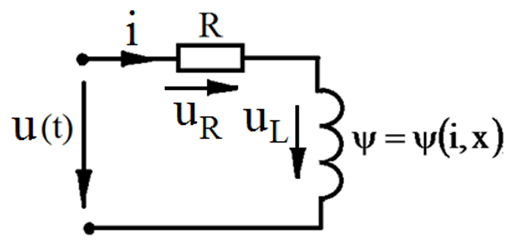 R
i
u_R
u(t)
u_L
ψ = ψ(i, x)